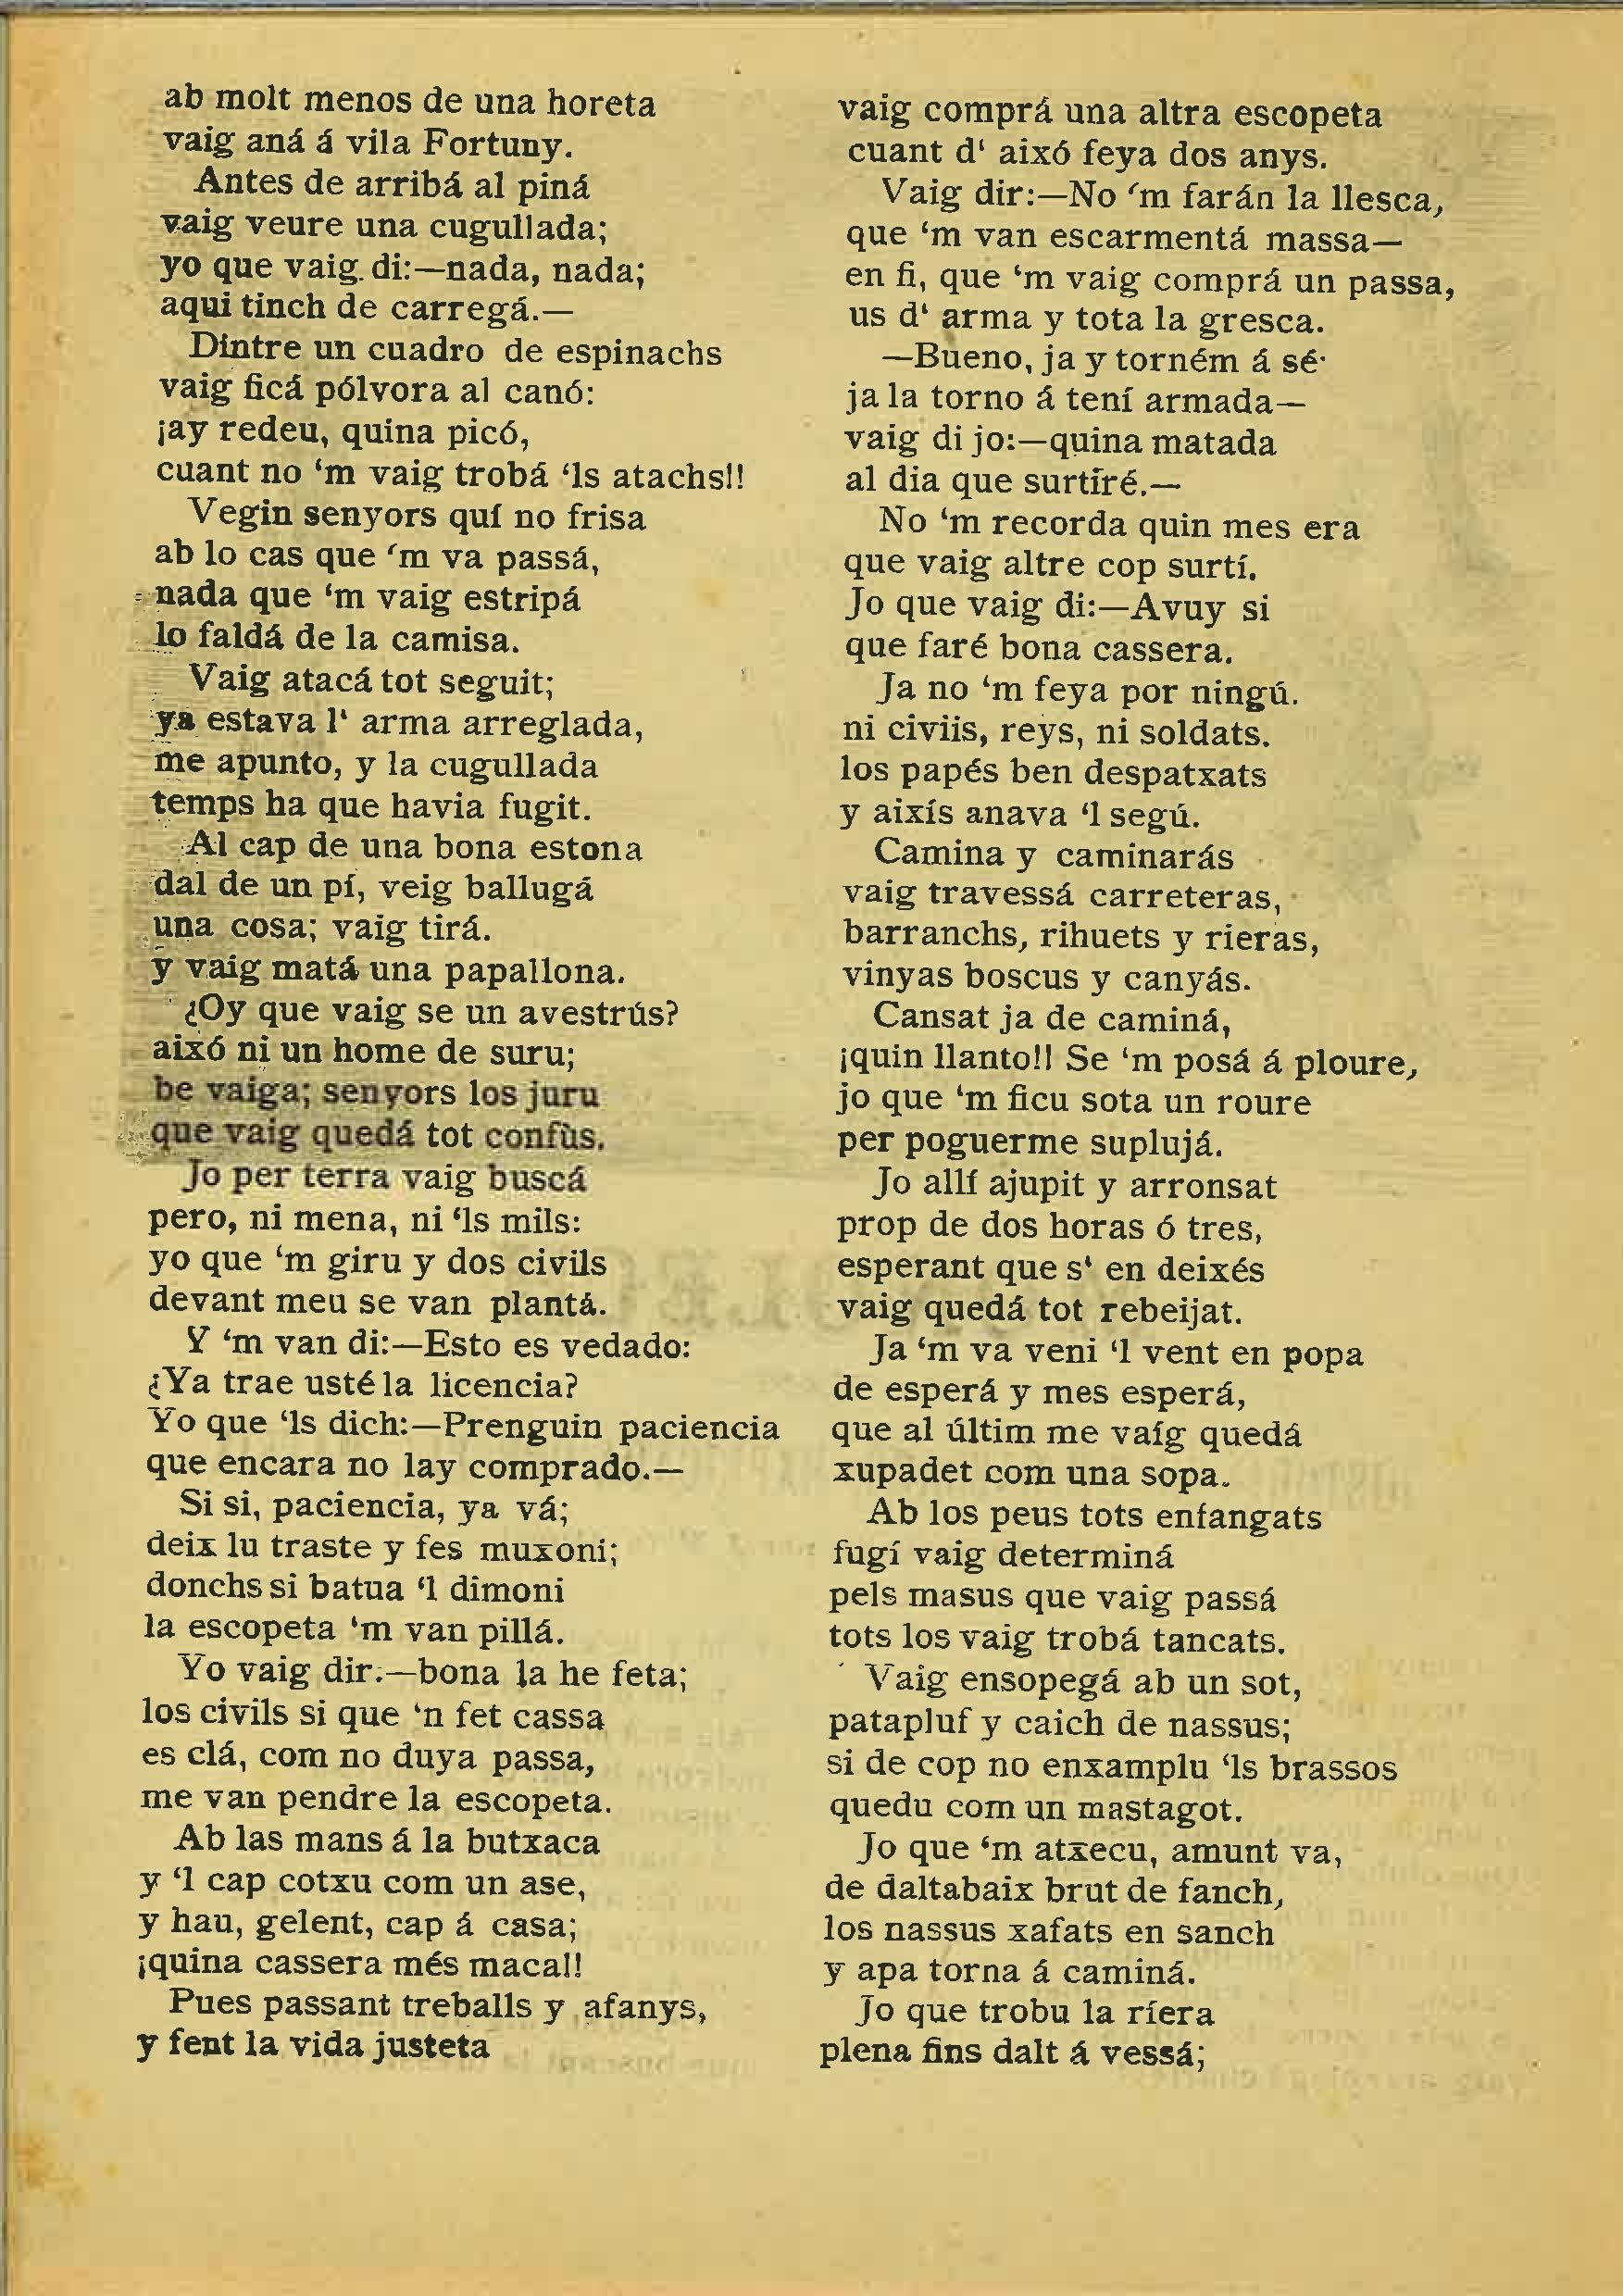 ab molt menos de una horeta
vaig aná á vila Fortuny.
Antes de arribá al piná
vaig veure una cugullada;
yo que vaig di:—nada, nada;
aqui tinch de carregá.—
Dintre un cuadro de espinachs
vaig ficá pólvora al canó:
¡ay redeu, quina picó,
cuant no ‘m vaig trobá ‘ls atachs!!
Vegin senyors quí no frisa
ab lo cas que ‘m va passá,
nada que ‘m vaig estripá
lo faldá de la camisa.
Vaig atacá tot seguit;
ya estava l‘ arma arreglada,
me apunto, y la cugullada
temps ha que havia fugit.
Al cap de una bona estona
dal de un pí, veig ballugá
una cosa; vaig tirá.
y vaig matá una papallona.
¿Oy que vaig se un avestrús?
aixó ni un home de suru;
be vaiga; senyors los juru
que vaig quedá tot confùs.
Jo per terra vaig buscá
pero, ni mena, ni ‘ls mils:
yo que ‘m giru y dos civils
devant meu se van plantá.
Y ‘m van di:—Esto es vedado:
¿Ya trae usté la licencia?
Yo que ‘ls dich:—Prenguin paciencia
que encara no lay comprado.—
Si si, paciencia, ya vá;
deix lu traste y fes muxoni;
donchs si batua ‘l dimoni
la escopeta ‘m van pillá.
Yo vaig dir:—bona la he feta;
los civils si que ‘n fet cassa
es clá, com no duya passa,
me van pendre la escopeta.
Ab las mans á la butxaca
y ‘l cap cotxu com un ase,
y hau, gelent, cap á casa;
¡quina cassera més maca!!
Pues passant treballs y afanys,
y fent la vida justeta
vaig comprá una altra escopeta
cuant d‘ aixó feya dos anys.
Vaig dir:—No ‘m farán la llesca,
que ‘m van escarmentá massa—
en fi, que ‘m vaig comprá un passa,
us d‘ arma y tota la gresca.
—Bueno, ja y torném á sé·
ja la torno á tení armada—
vaig di jo:—quina matada
al dia que surtiré.—
No ‘m recorda quin mes era
que vaig altre cop surtí.
Jo que vaig di:—Avuy si
que faré bona cassera.
Ja no ‘m feya por ningú.
ni civiis, reys, ni soldats.
los papés ben despatxats
y aixís anava ‘l segú.
Camina y caminarás
vaig travessá carreteras,
barranchs, rihuets y rieras,
vinyas boscus y canyás.
Cansat ja de caminá,
¡quin llanto!! Se ‘m posá á ploure,
jo que ‘m ficu sota un roure
per poguerme suplujá.
Jo allí ajupit y arronsat
prop de dos horas ó tres,
esperant que s‘ en deixés
vaig quedá tot rebeijat.
Ja ‘m va veni ‘l vent en popa
de esperá y mes esperá,
que al últim me vaíg quedá
xupadet com una sopa.
Ab los peus tots enfangats
fugí vaig determiná
pels masus que vaig passá
tots los vaig trobá tancats.
Vaig ensopegá ab un sot,
patapluf y caich de nassus;
si de cop no enxamplu ‘ls brassos
quedu com un mastagot.
Jo que ‘m atxecu, amunt va,
de daltabaix brut de fanch,
los nassus xafats en sanch
y apa torna á caminá.
Jo que trobu la ríera
plena fins dalt á vessá;